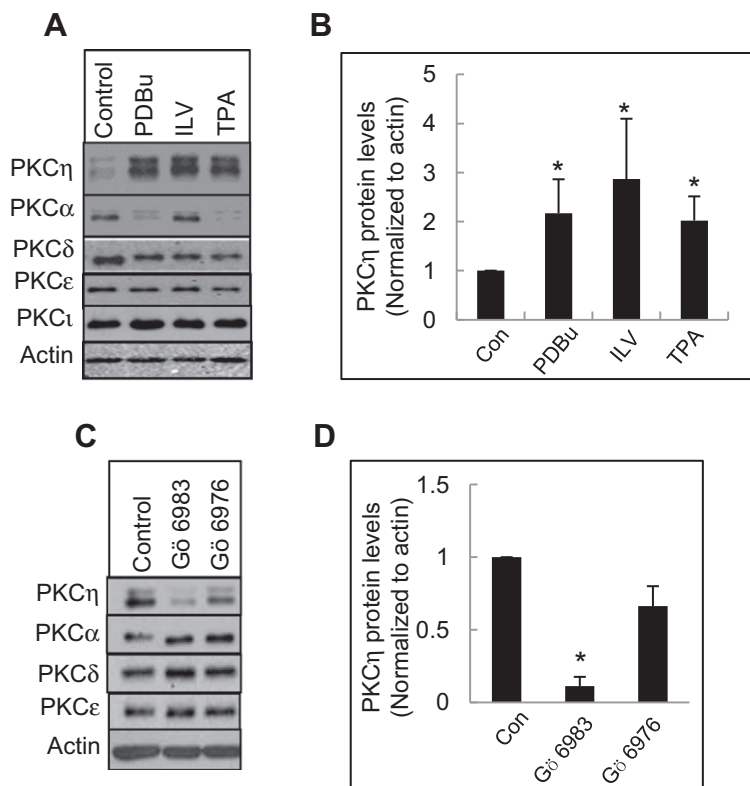 A
Control
PDBu
ILV
TPA
PKCη
PKCα
PKCδ
PKCε
PKCι
Actin
B
PKCη protein levels
(Normalized to actin)
5
4
3
2
1
0
*
*
*
Con
PDBu
ILV
TPA
C
Control
Gö 6983
Gö 6976
PKCη
PKCα
PKCδ
PKCε
Actin
D
PKCη protein levels
(Normalized to actin)
1.5
1
0.5
0
*
Con
Gö 6983
Gö 6976